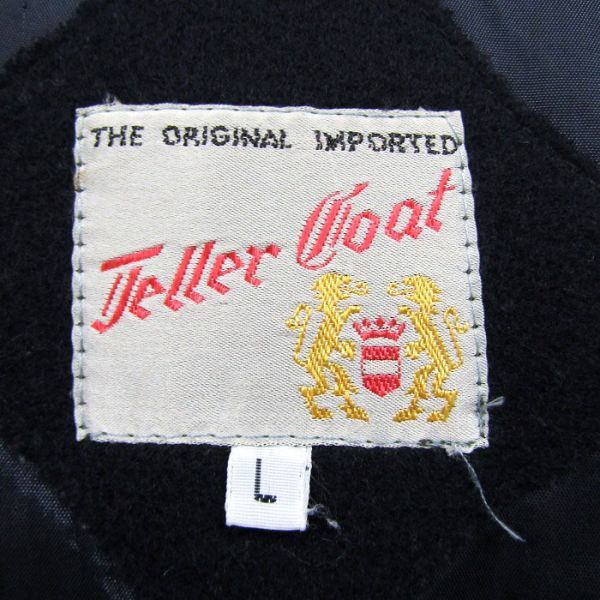 THE ORIGINAL IMPORTED
Teller Coat
L